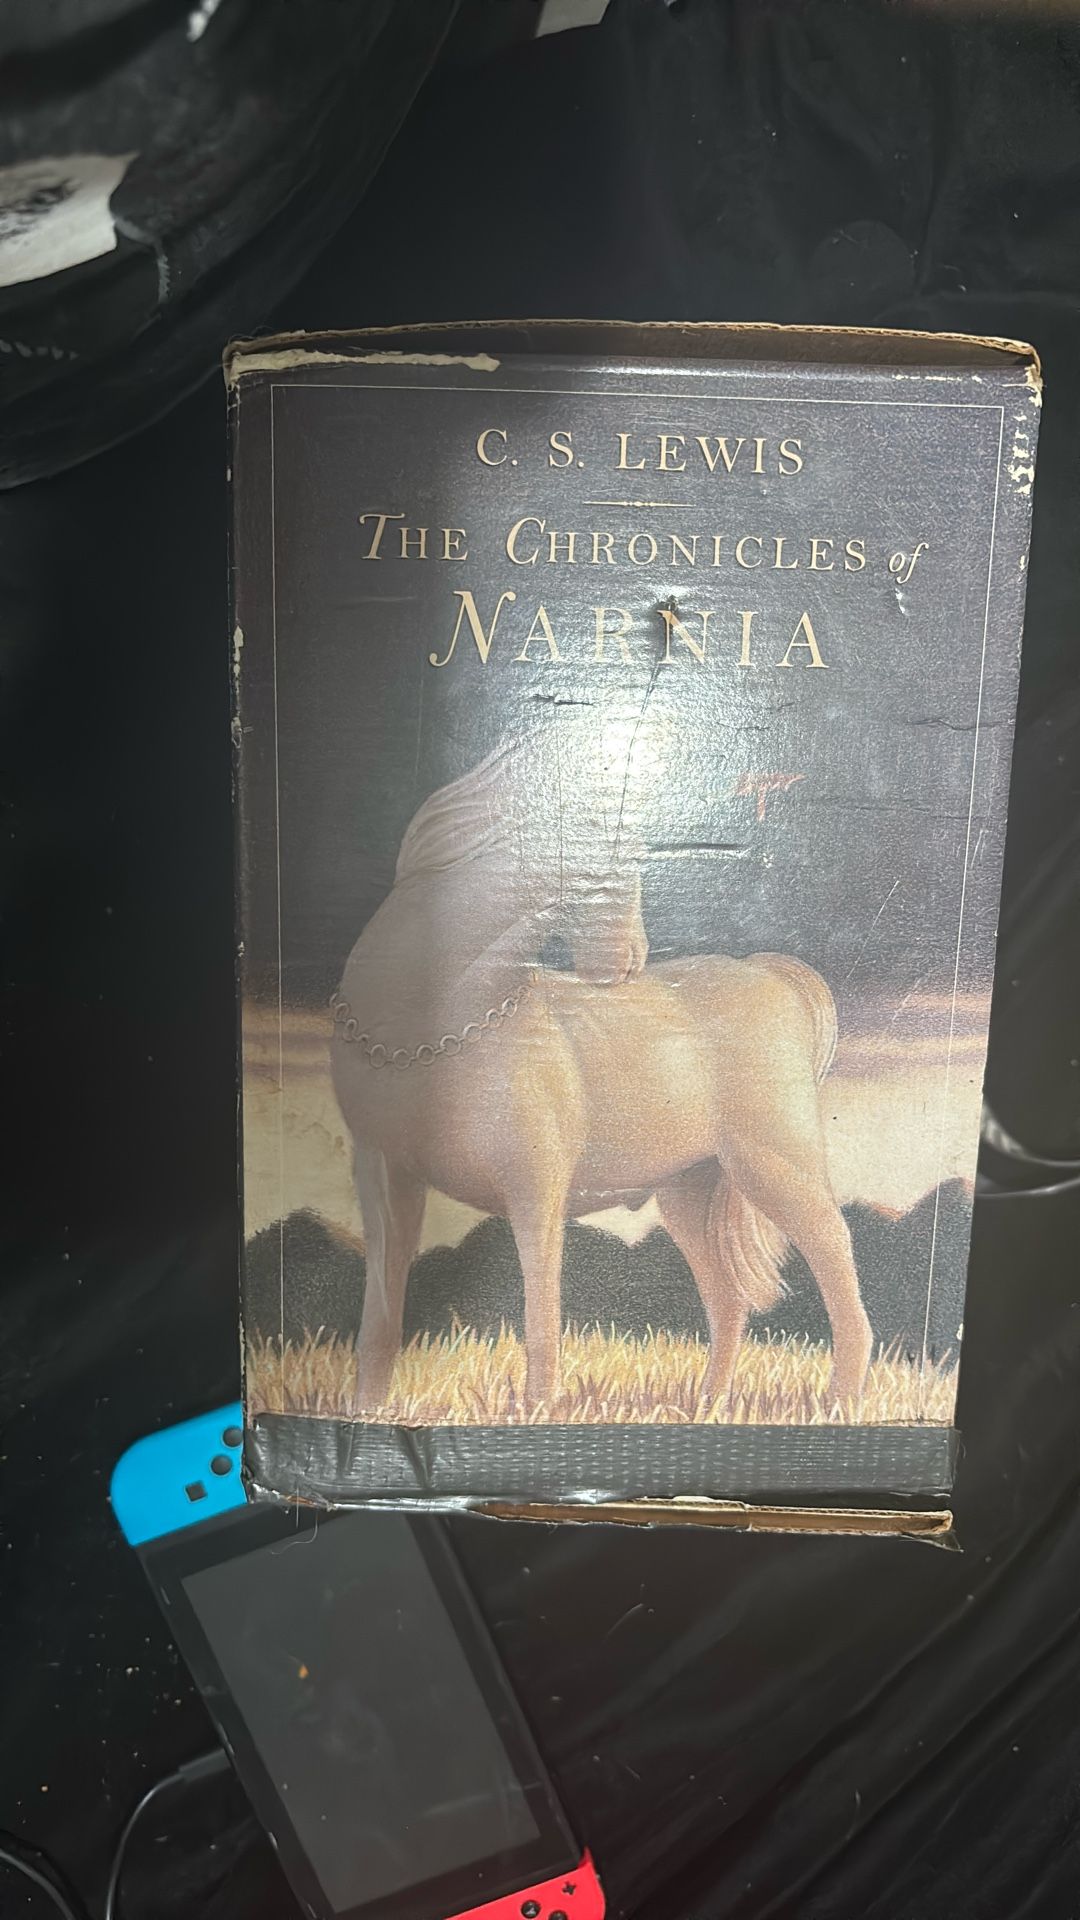 C. S. LEWIS
THE CHRONICLES of
NARNIA